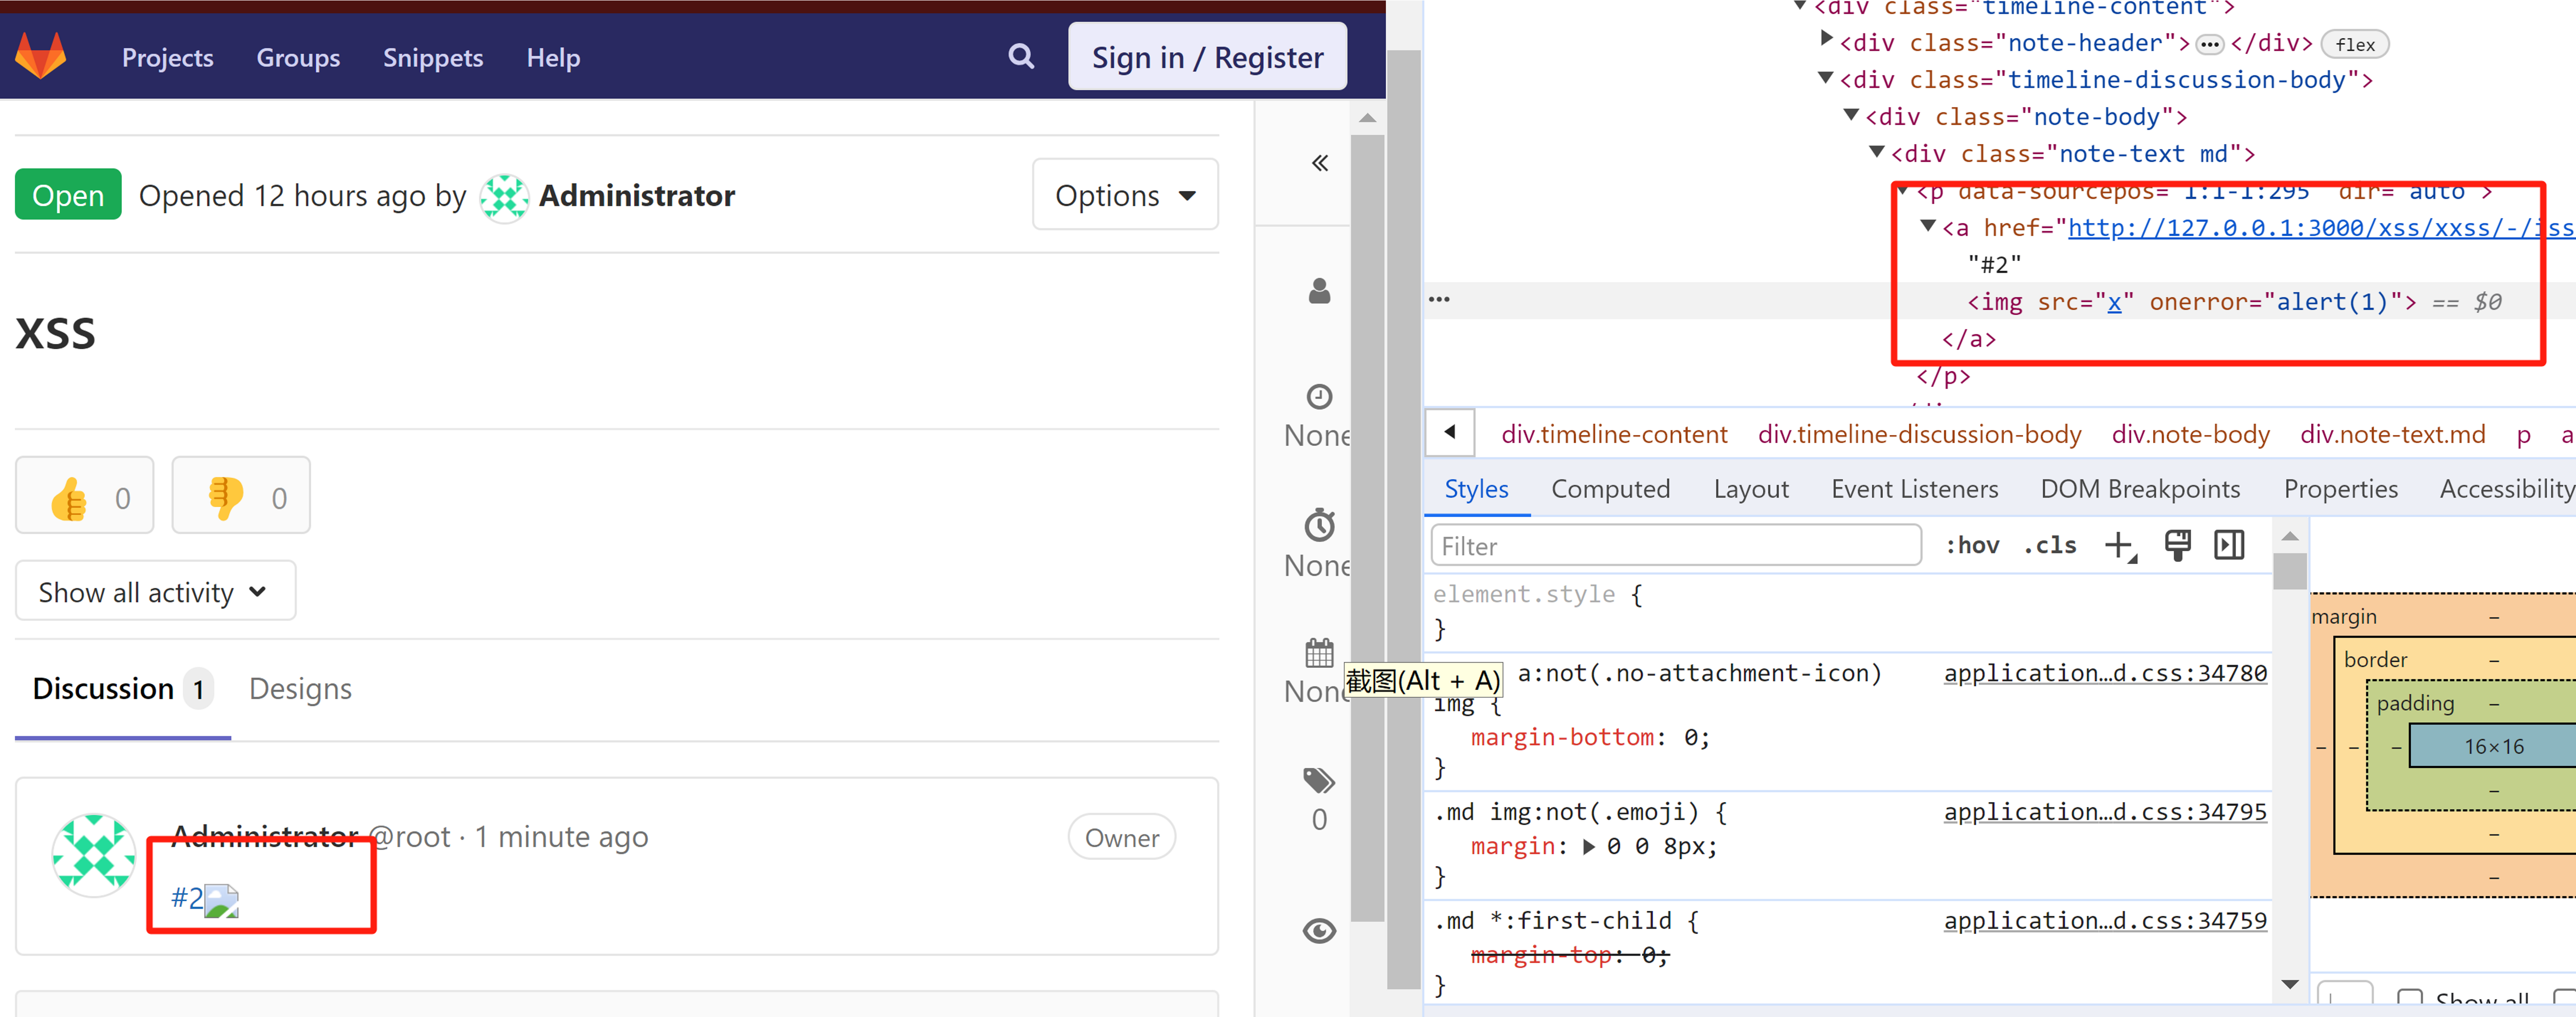 Projects Groups Snippets Help Sign in / Register
Open Opened 12 hours ago by Administrator Options
XSS
0 0
Show all activity
Discussion 1 Designs
Administrator @root · 1 minute ago Owner
#2
None
None
None
0
截图(Alt + A)
<div class="timeline-content">
<div class="note-header"> ••• </div> flex
<div class="timeline-discussion-body">
<div class="note-body">
<div class="note-text md">
<p data-sourcepos="1:1-1:295" dir="auto">
<a href="http://127.0.0.1:3000/xss/xxss/-/iss
"#2"
••• <img src="x" onerror="alert(1)"> == $0
</a>
</p>
div.timeline-content div.timeline-discussion-body div.note-body div.note-text.md p a
Styles Computed Layout Event Listeners DOM Breakpoints Properties Accessibility
Filter :hov .cls
element.style {
}
a:not(.no-attachment-icon) application…d.css:34780
img {
margin-bottom: 0;
}
.md img:not(.emoji) { application…d.css:34795
margin: 0 0 8px;
}
.md *:first-child { application…d.css:34759
margin-top: 0;
}
margin –
border –
padding –
– – – 16×16
–
–
–
Show all